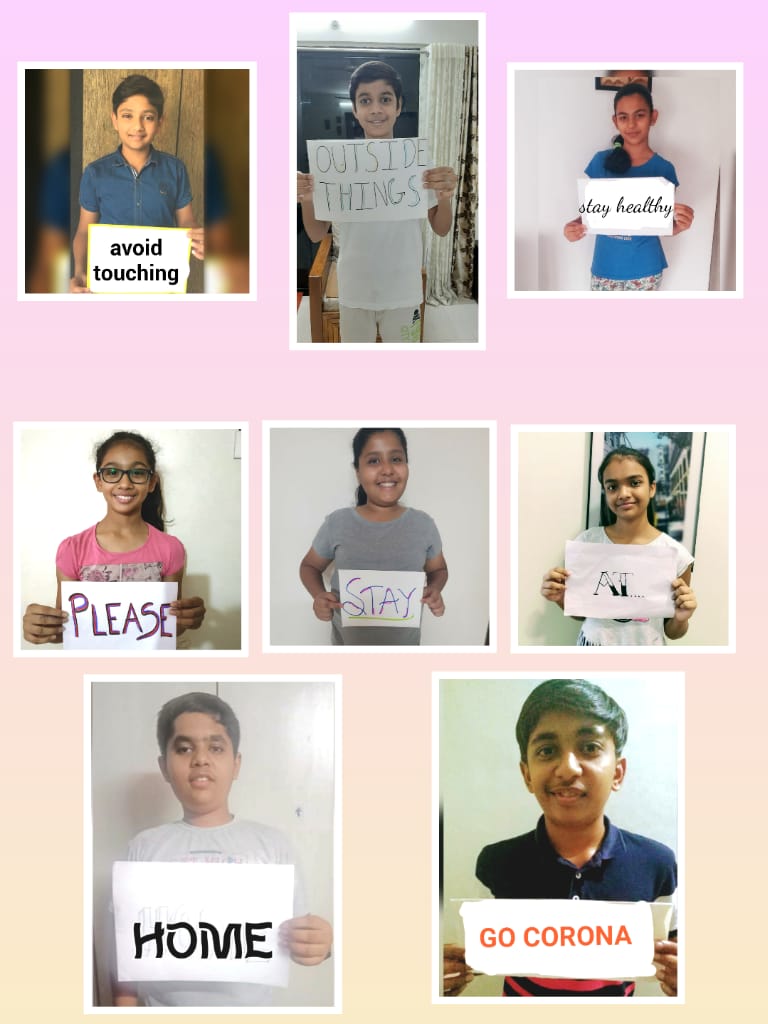 avoid
touching
OUTSIDE
THINGS
stay healthy
PLEASE
STAY
AT....
HOME
GO CORONA